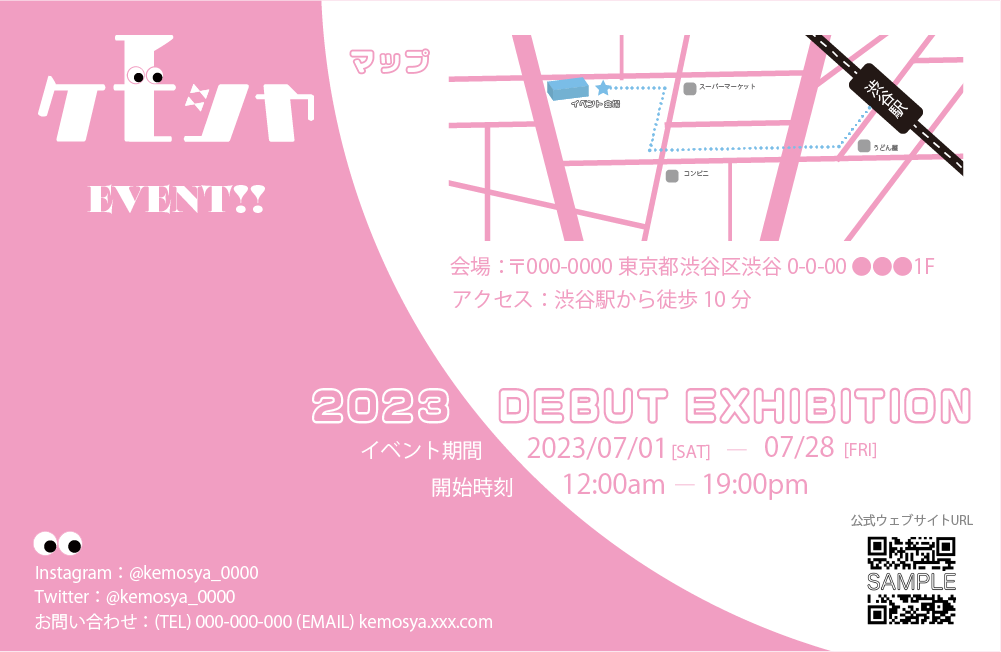 ケモシャ
EVENT!!
マップ
イベント会場
スーパーマーケット
渋谷駅
うどん屋
コンビニ
会場：〒000-0000 東京都渋谷区渋谷 0-0-00 ●●●1F
アクセス：渋谷駅から徒歩 10 分
2023 DEBUT EXHIBITION
イベント期間 2023/07/01 [SAT] — 07/28 [FRI]
開始時刻 12:00am — 19:00pm
公式ウェブサイトURL
SAMPLE
Instagram：@kemosya_0000
Twitter：@kemosya_0000
お問い合わせ：(TEL) 000-000-000 (EMAIL) kemosya.xxx.com